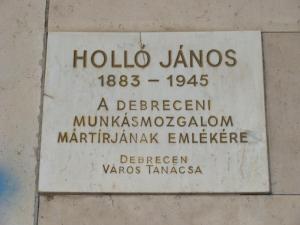 HOLLÓ JÁNOS
1883 – 1945
A DEBRECENI
MUNKÁSMOZGALOM
MÁRTÍRJÁNAK EMLÉKÉRE
DEBRECEN
VÁROS TANÁCSA